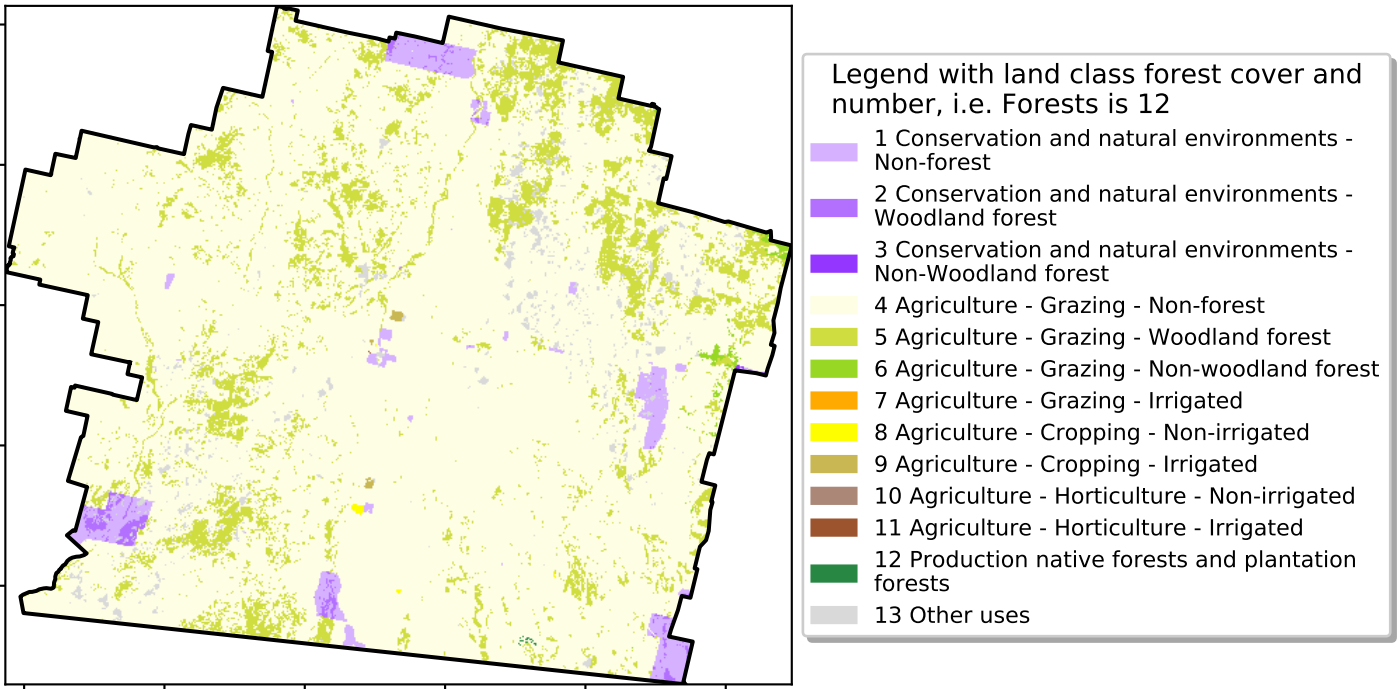 Legend with land class forest cover and
number, i.e. Forests is 12
1 Conservation and natural environments -
Non-forest
2 Conservation and natural environments -
Woodland forest
3 Conservation and natural environments -
Non-Woodland forest
4 Agriculture - Grazing - Non-forest
5 Agriculture - Grazing - Woodland forest
6 Agriculture - Grazing - Non-woodland forest
7 Agriculture - Grazing - Irrigated
8 Agriculture - Cropping - Non-irrigated
9 Agriculture - Cropping - Irrigated
10 Agriculture - Horticulture - Non-irrigated
11 Agriculture - Horticulture - Irrigated
12 Production native forests and plantation
forests
13 Other uses